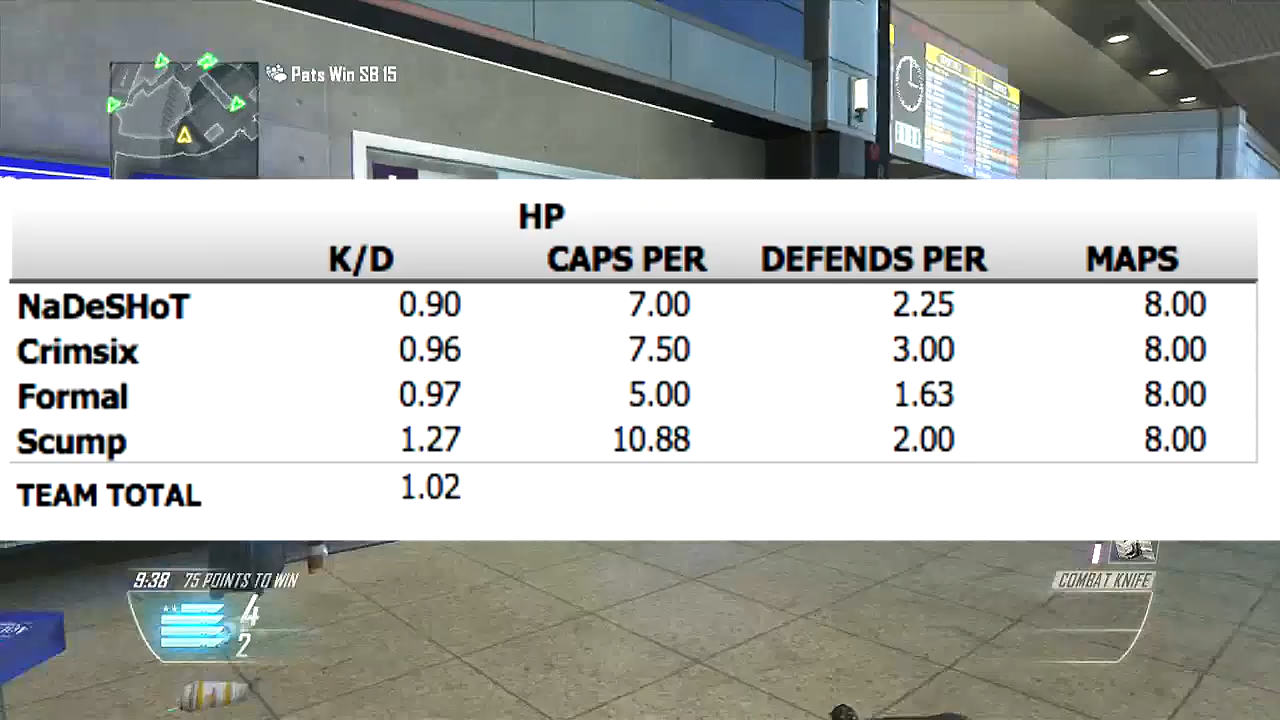 Pats Win SB 15
HP
K/D CAPS PER DEFENDS PER MAPS
NaDeSHoT 0.90 7.00 2.25 8.00
Crimsix 0.96 7.50 3.00 8.00
Formal 0.97 5.00 1.63 8.00
Scump 1.27 10.88 2.00 8.00
TEAM TOTAL 1.02
9:38 75 POINTS TO WIN
4
2
COMBAT KNIFE